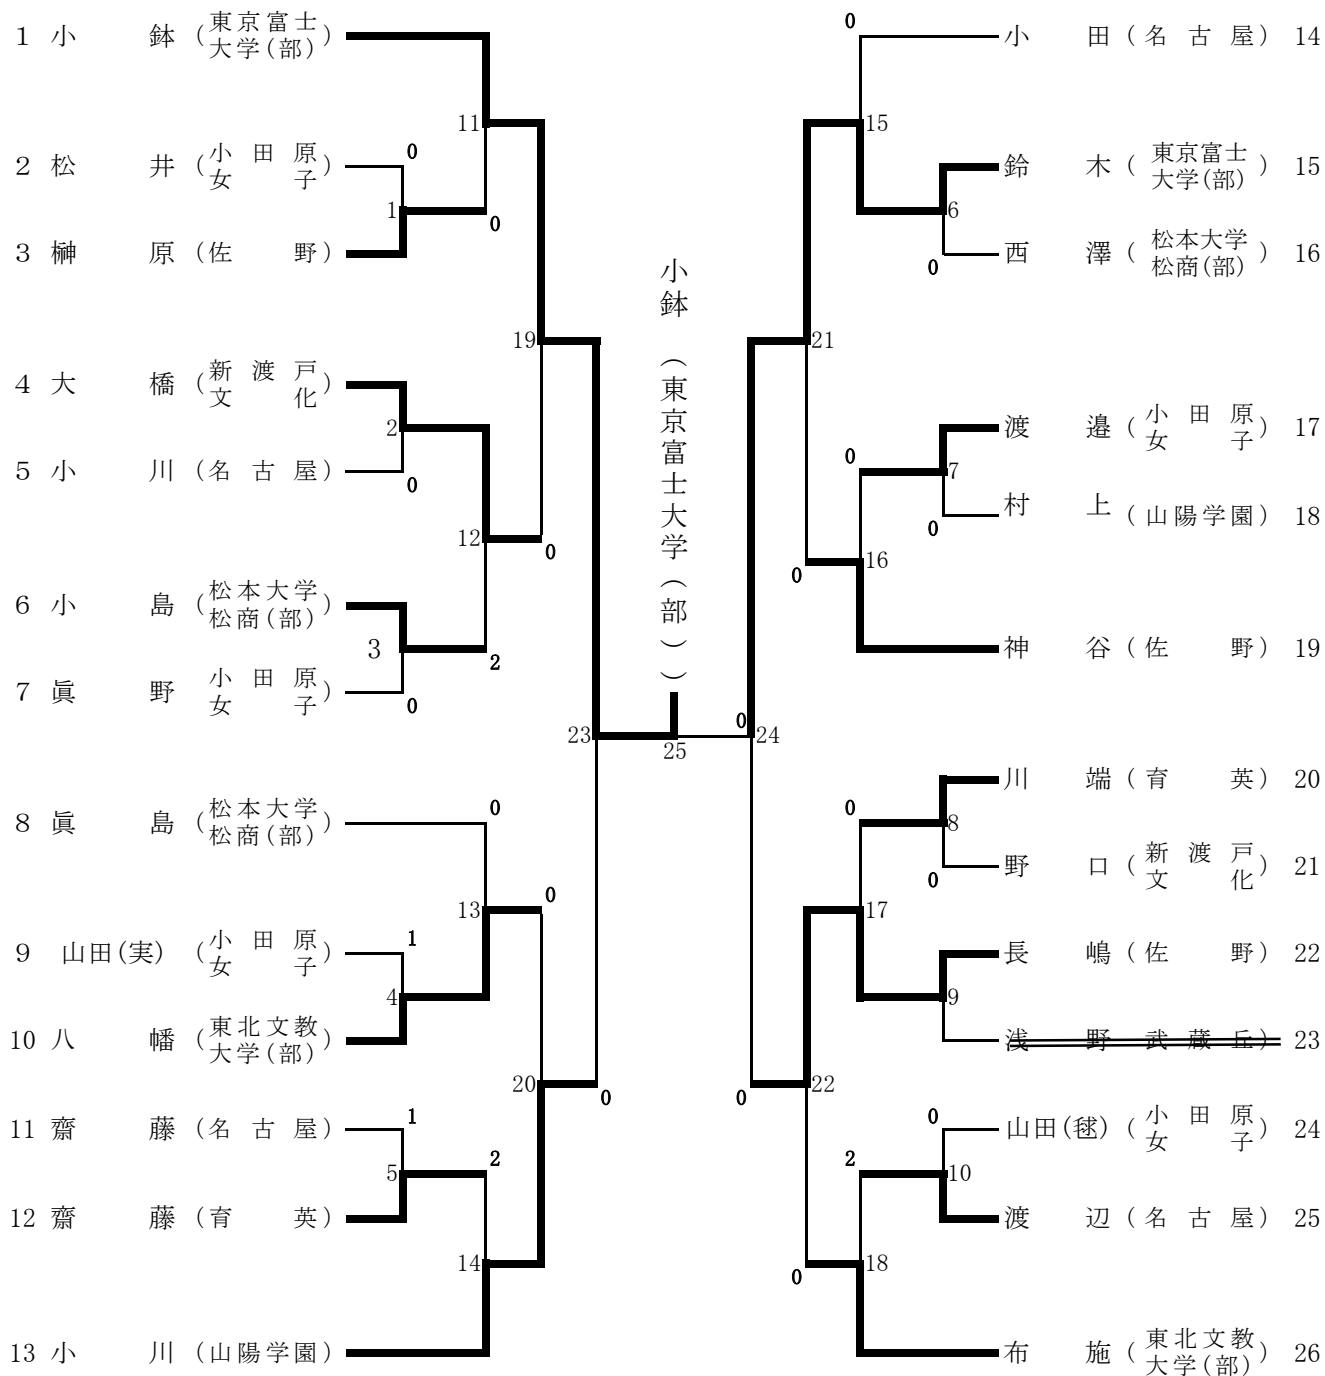 1 小 鉢 (東京富士大学(部))
11
2 松 井 (小田原女子)
0
1
0
3 榊 原 (佐 野)
19
4 大 橋 (新渡戸文化)
2
5 小 川 (名古屋)
0
12
0
6 小 島 (松本大学松商(部))
3
2
7 眞 野 小田原女子)
0
23
8 眞 島 (松本大学松商(部))
0
13
0
9 山田(実) (小田原女子)
1
4
10 八 幡 (東北文教大学(部))
20
0
11 齋 藤 (名古屋)
1
5
2
12 齋 藤 (育 英)
14
13 小 川 (山陽学園)
小鉢 (東京富士大学(部))
25
0
小 田 (名古屋) 14
15
鈴 木 (東京富士大学(部)) 15
6
西 澤 (松本大学松商(部)) 16
0
21
渡 邉 (小田原女子) 17
0
7
村 上 (山陽学園) 18
0
16
0
神 谷 (佐 野) 19
0
24
川 端 (育 英) 20
0
8
野 口 (新渡戸文化) 21
0
17
長 嶋 (佐 野) 22
9
浅 野 武蔵丘) 23
22
0
山田(毬) (小田原女子) 24
0
2
10
渡 辺 (名古屋) 25
18
0
布 施 (東北文教大学(部)) 26